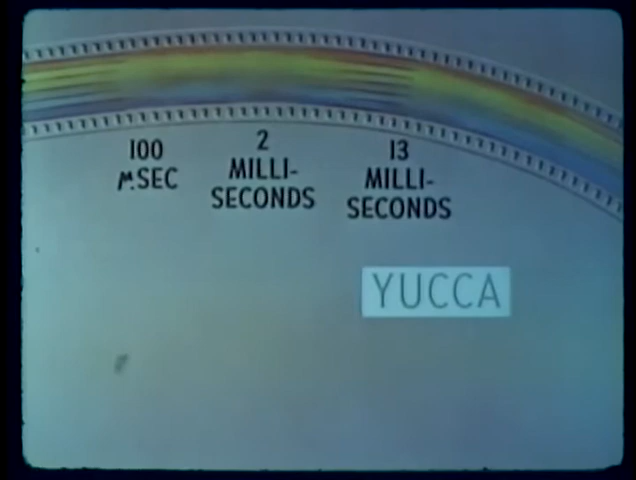 100
μSEC
2
MILLI-
SECONDS
13
MILLI-
SECONDS
YUCCA